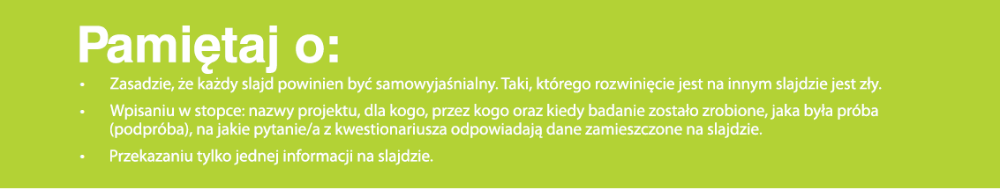 Pamiętaj o:
• Zasadzie, że każdy slajd powinien być samowyjaśnialny. Taki, którego rozwinięcie jest na innym slajdzie jest zły.
• Wpisaniu w stopce: nazwy projektu, dla kogo, przez kogo oraz kiedy badanie zostało zrobione, jaka była próba
(podpróba), na jakie pytanie/a z kwestionariusza odpowiadają dane zamieszczone na slajdzie.
• Przekazaniu tylko jednej informacji na slajdzie.